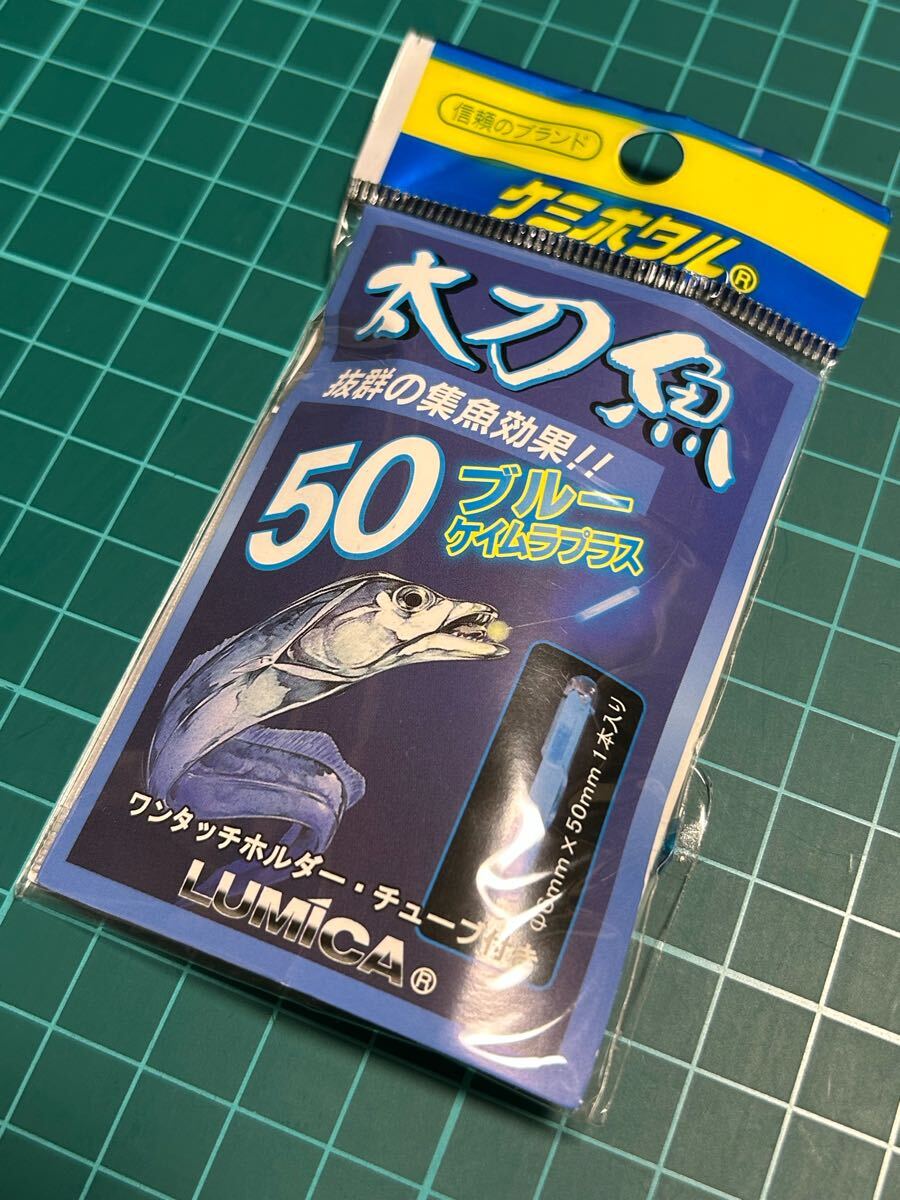 信頼のブランド
ケミホタル®
太刀魚
抜群の集魚効果!!
50
ブルー
ケイムラプラス
φ6mm×50mm 1本入り
ワンタッチホルダー・チューブ付き
LUMICA®